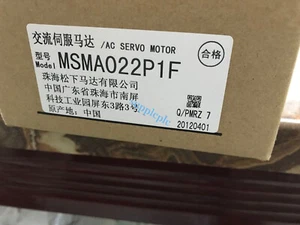 交流伺服马达 /AC SERVO MOTOR
合格
型号
Model MSMA022P1F
珠海松下马达有限公司
中国广东省珠海市南屏
科技工业园屏东3路3号
原产地：中国
Q/PMRZ 7
20120401